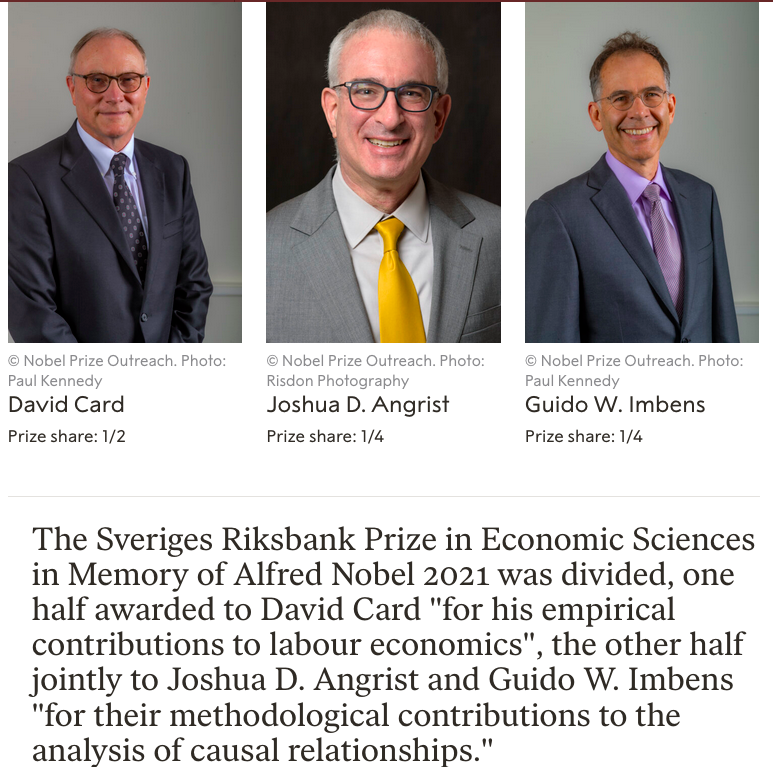 © Nobel Prize Outreach. Photo:
Paul Kennedy
David Card
Prize share: 1/2
© Nobel Prize Outreach. Photo:
Risdon Photography
Joshua D. Angrist
Prize share: 1/4
© Nobel Prize Outreach. Photo:
Paul Kennedy
Guido W. Imbens
Prize share: 1/4
The Sveriges Riksbank Prize in Economic Sciences
in Memory of Alfred Nobel 2021 was divided, one
half awarded to David Card "for his empirical
contributions to labour economics", the other half
jointly to Joshua D. Angrist and Guido W. Imbens
"for their methodological contributions to the
analysis of causal relationships."